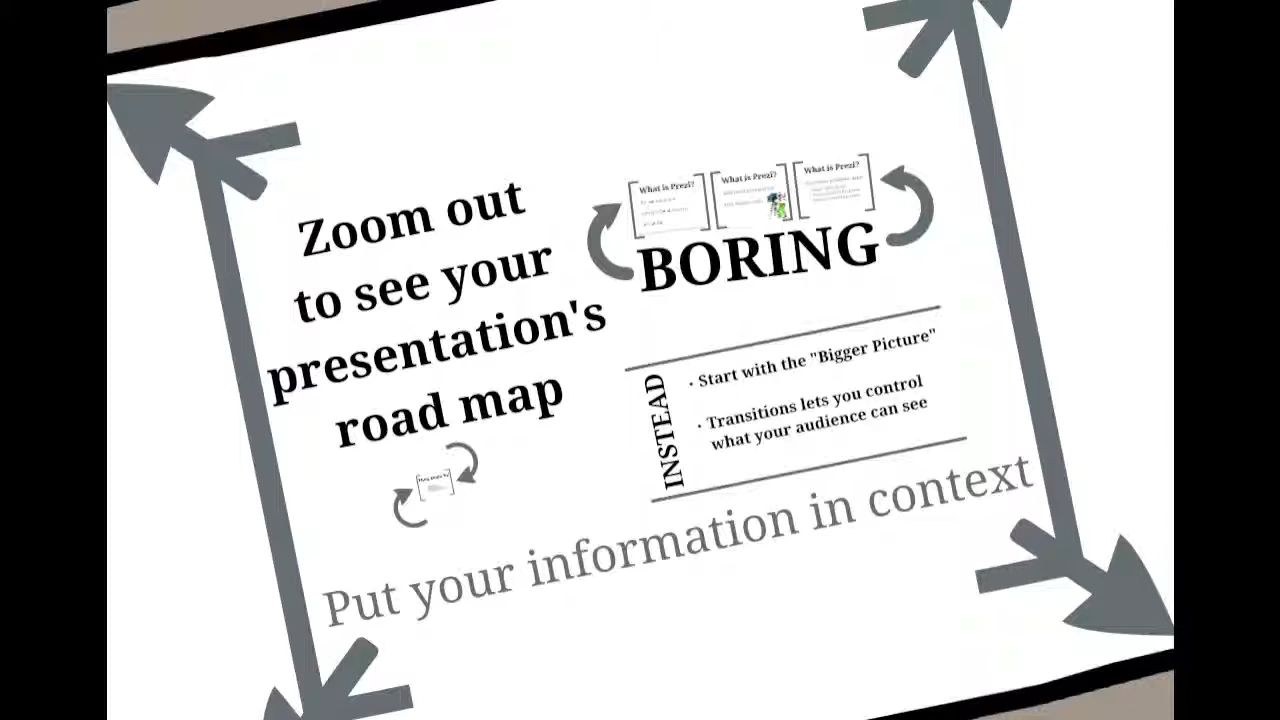 Zoom out
to see your
presentation's
road map
What is Prezi?
What is Prezi?
What is Prezi?
BORING
INSTEAD
· Start with the "Bigger Picture"
· Transitions lets you control
what your audience can see
Put your information in context